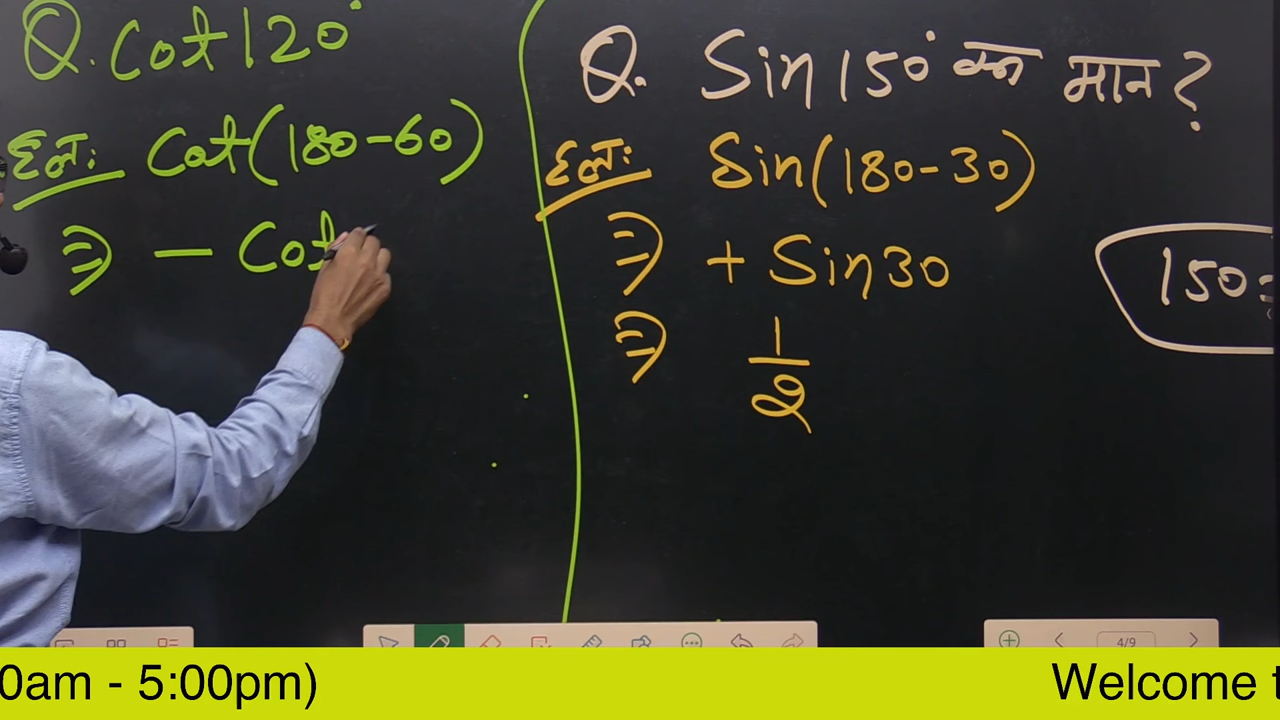 Q. Cot 120°
हल: Cot(180-60)
⇒ - Cot
Q. Sin 150° का मान ?
हल: Sin(180-30)
⇒ + Sin 30
⇒ 1
2
150=
4/9
0am - 5:00pm)
Welcome t